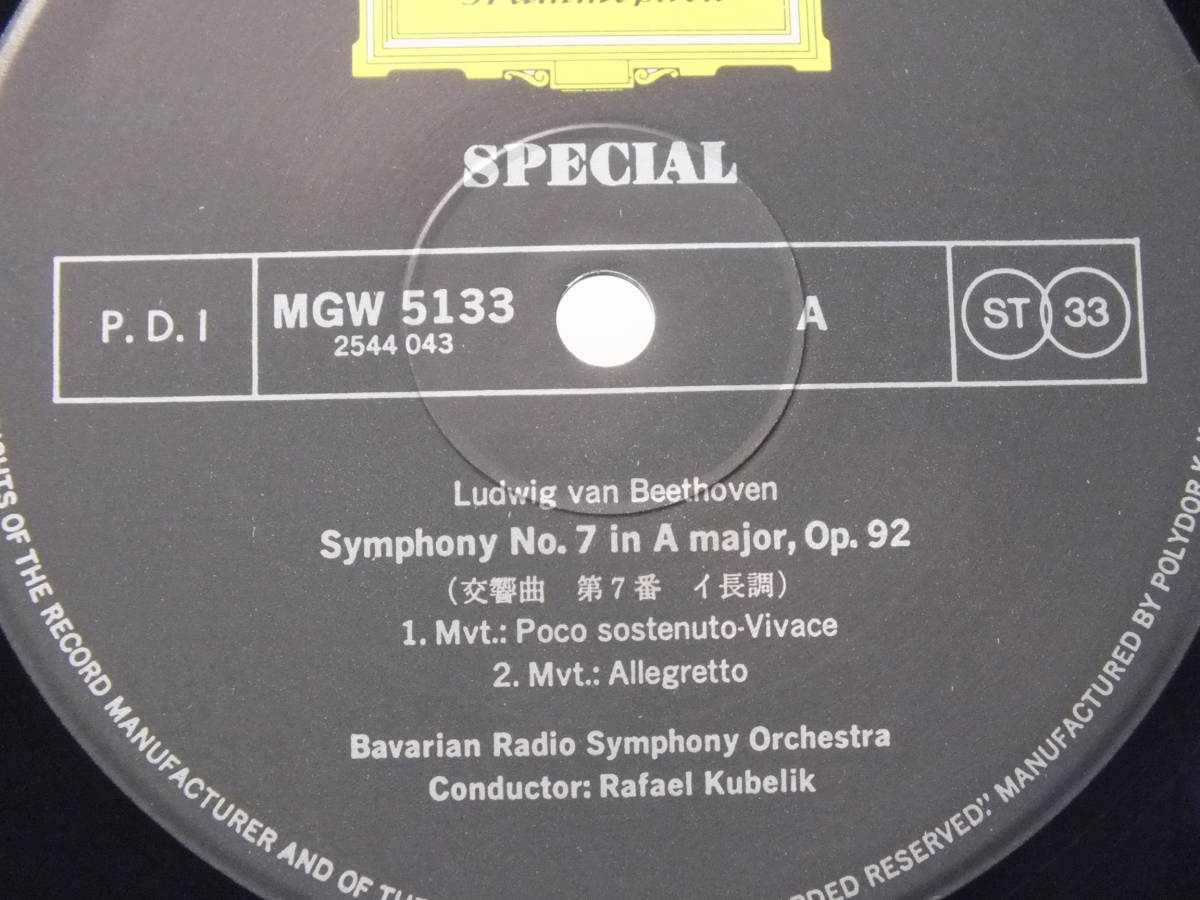 SPECIAL
P.D.1
MGW 5133
2544 043
A
ST 33
Ludwig van Beethoven
Symphony No. 7 in A major, Op. 92
(交響曲 第7番 イ長調)
1. Mvt.: Poco sostenuto-Vivace
2. Mvt.: Allegretto
Bavarian Radio Symphony Orchestra
Conductor: Rafael Kubelik
OF THE RECORD MANUFACTURER AND OF
RESERVED." MANUFACTURED BY POLYDOR